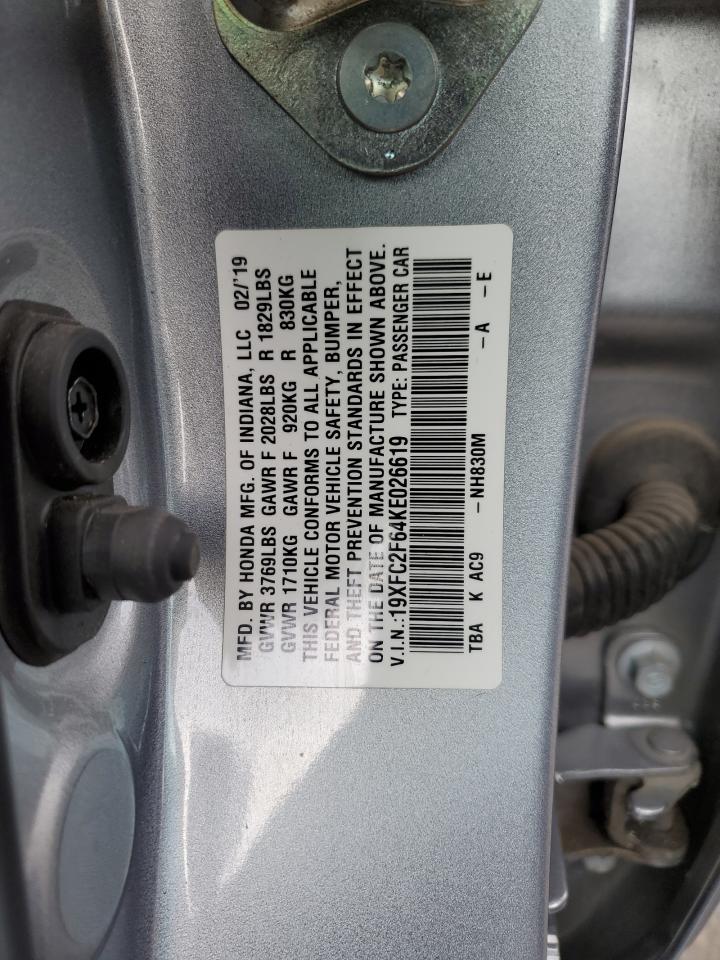 MFD. BY HONDA MFG. OF INDIANA, LLC 02/'19
GVWR 3769LBS GAWR F 2028LBS R 1829LBS
GVWR 1710KG GAWR F 920KG R 830KG
THIS VEHICLE CONFORMS TO ALL APPLICABLE
FEDERAL MOTOR VEHICLE SAFETY, BUMPER,
AND THEFT PREVENTION STANDARDS IN EFFECT
ON THE DATE OF MANUFACTURE SHOWN ABOVE.
V.I.N.:19XFC2F64KE026619 TYPE: PASSENGER CAR
TBA K AC9 -NH830M -A -E